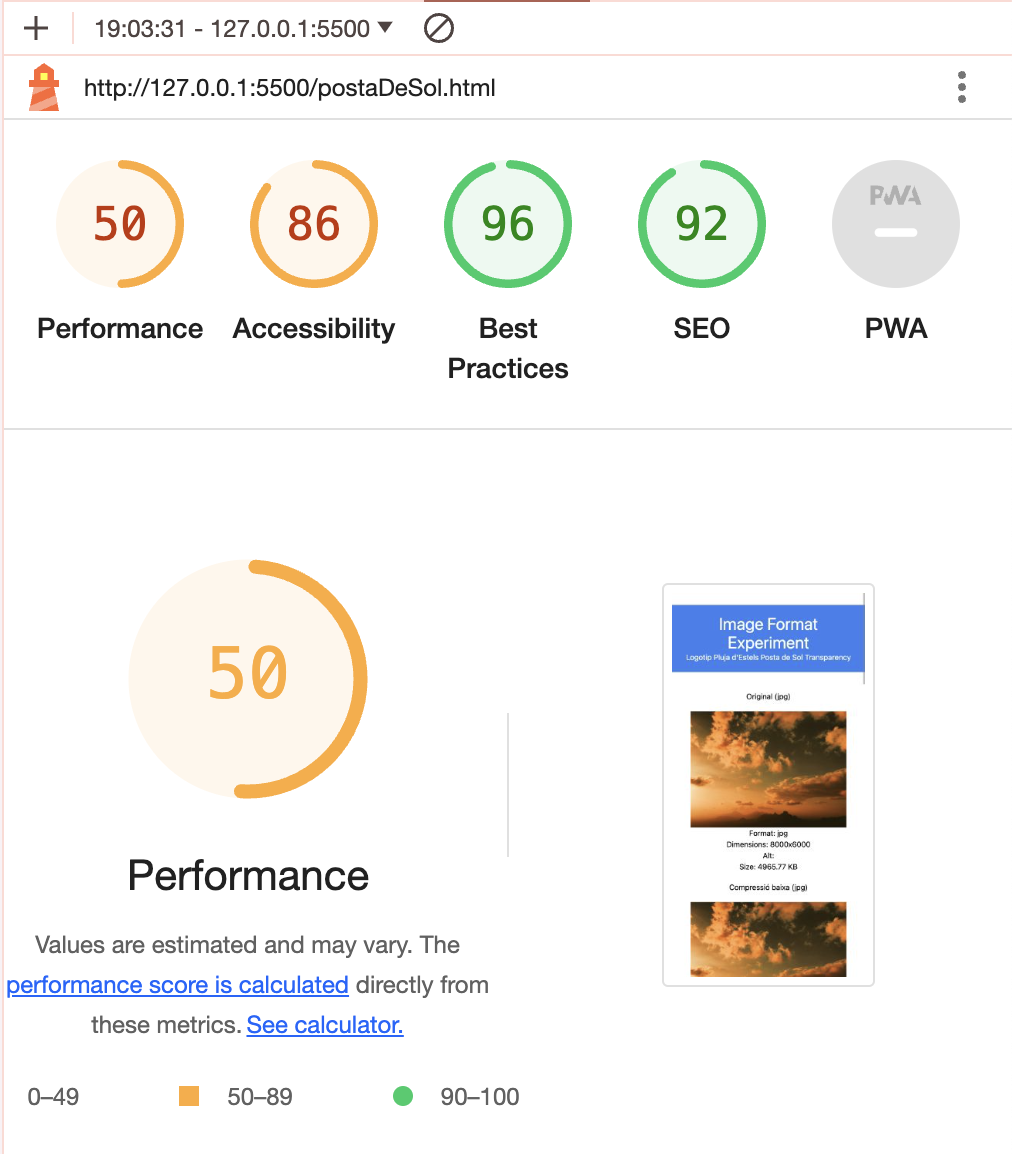 19:03:31 - 127.0.0.1:5500
http://127.0.0.1:5500/postaDeSol.html
50
86
96
92
PWA
Performance
Accessibility
Best
Practices
SEO
PWA
50
Performance
Values are estimated and may vary. The
performance score is calculated directly from
these metrics. See calculator.
0–49
50–89
90–100
Image Format
Experiment
Logotip Pluja d'Estels Posta de Sol Transparency
Original (jpg)
Format: jpg
Dimensions: 8000x6000
Alt:
Size: 4965.77 KB
Compressió baixa (jpg)